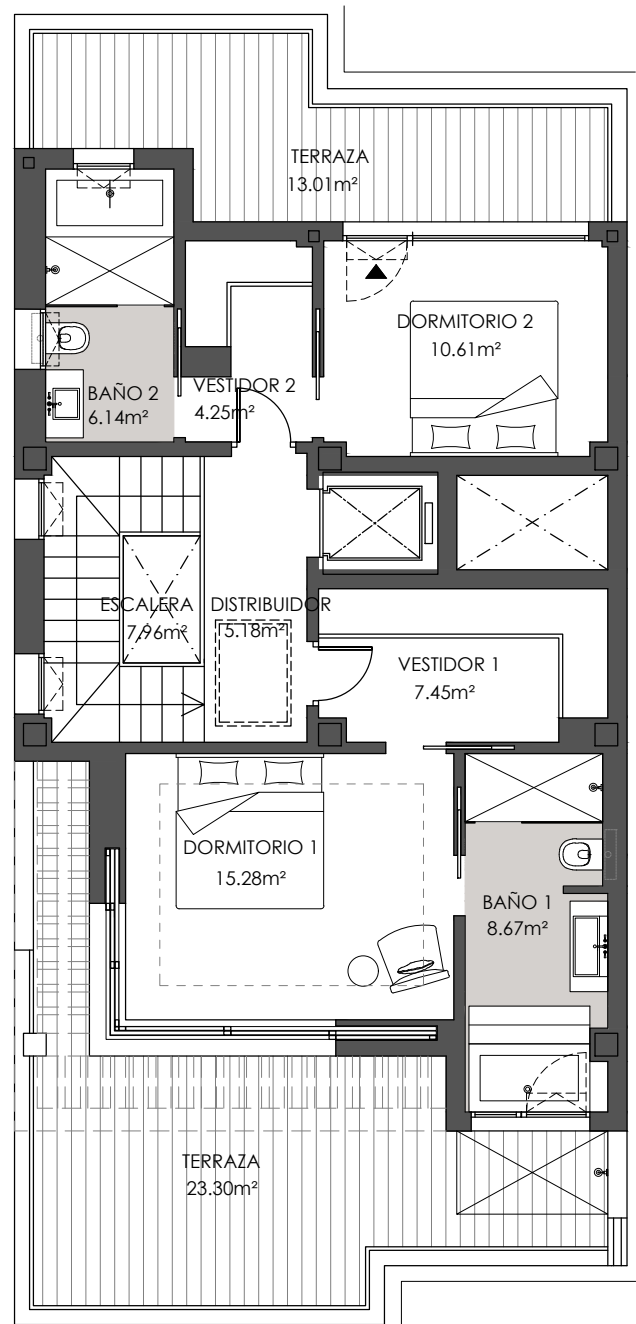 TERRAZA
13.01m²
DORMITORIO 2
10.61m²
BAÑO 2
6.14m²
VESTIDOR 2
4.25m²
ESCALERA
7.96m²
DISTRIBUIDOR
5.18m²
VESTIDOR 1
7.45m²
DORMITORIO 1
15.28m²
BAÑO 1
8.67m²
TERRAZA
23.30m²